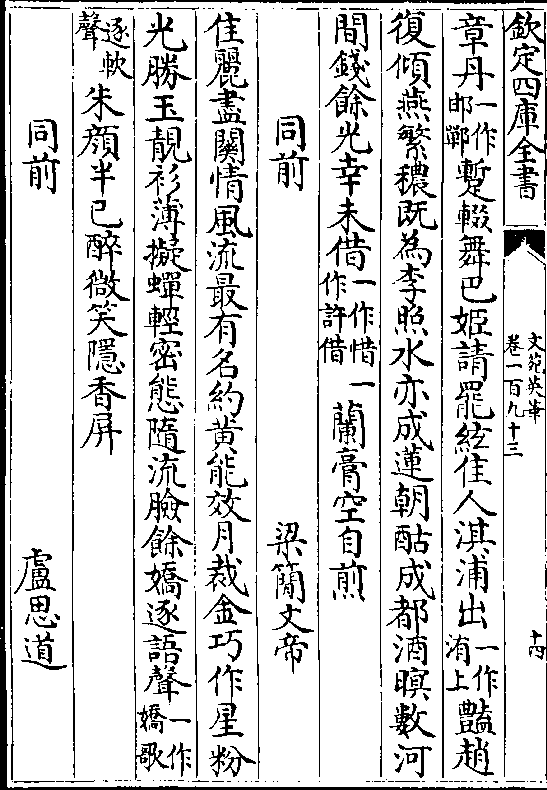 欽定四庫全書
文苑英華
卷一百九十三
十四
章丹一作邯鄲蹔輟舞巴姬請罷絃佳人淇浦出一作洧上豔趙
復傾燕繁穠既為李照水亦成蓮朝酤成都酒暝數河
間錢餘光幸未借一作惜一作許借蘭膏空自煎
同前 梁簡文帝
佳麗盡關情風流最有名約黄能效月裁金巧作星粉
光勝玉靚衫薄擬蟬輕密態隨流臉餘嬌逐語聲一作嬌歌
逐軟聲朱顔半已醉微笑隱香屏
同前 盧思道